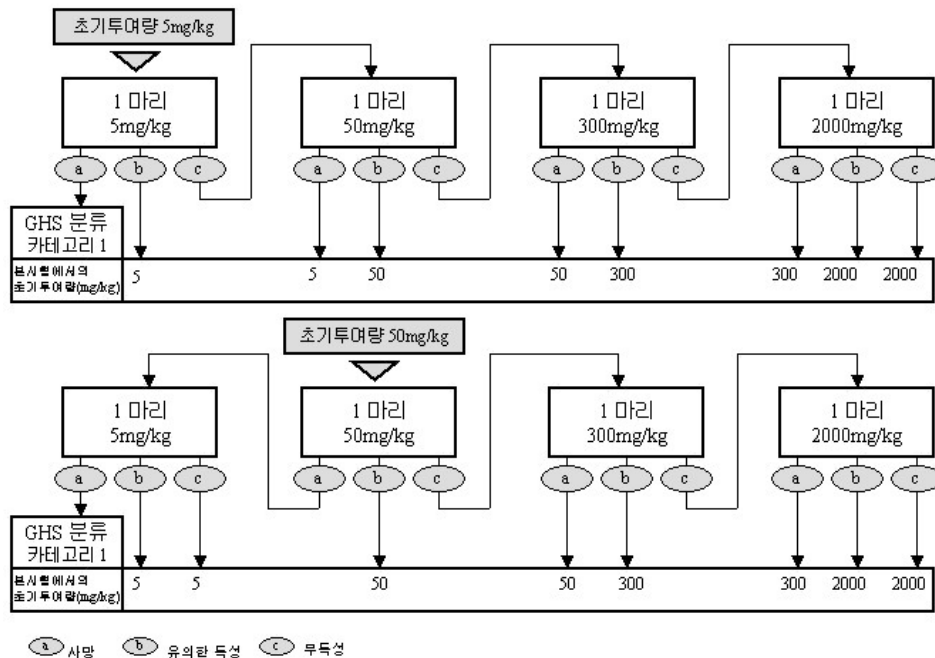 초기투여량 5mg/kg
1 마리
5mg/kg
1 마리
50mg/kg
1 마리
300mg/kg
1 마리
2000mg/kg
a b c a b c a b c a b c
GHS 분류
카테고리 1
본시험에서의
초기투여량(mg/kg)
5 5 50 50 300 300 2000 2000
초기투여량 50mg/kg
1 마리
5mg/kg
1 마리
50mg/kg
1 마리
300mg/kg
1 마리
2000mg/kg
a b c a b c a b c a b c
GHS 분류
카테고리 1
본시험에서의
초기투여량(mg/kg)
5 5 50 50 300 300 2000 2000
a 사망 b 유의한 독성 c 무독성